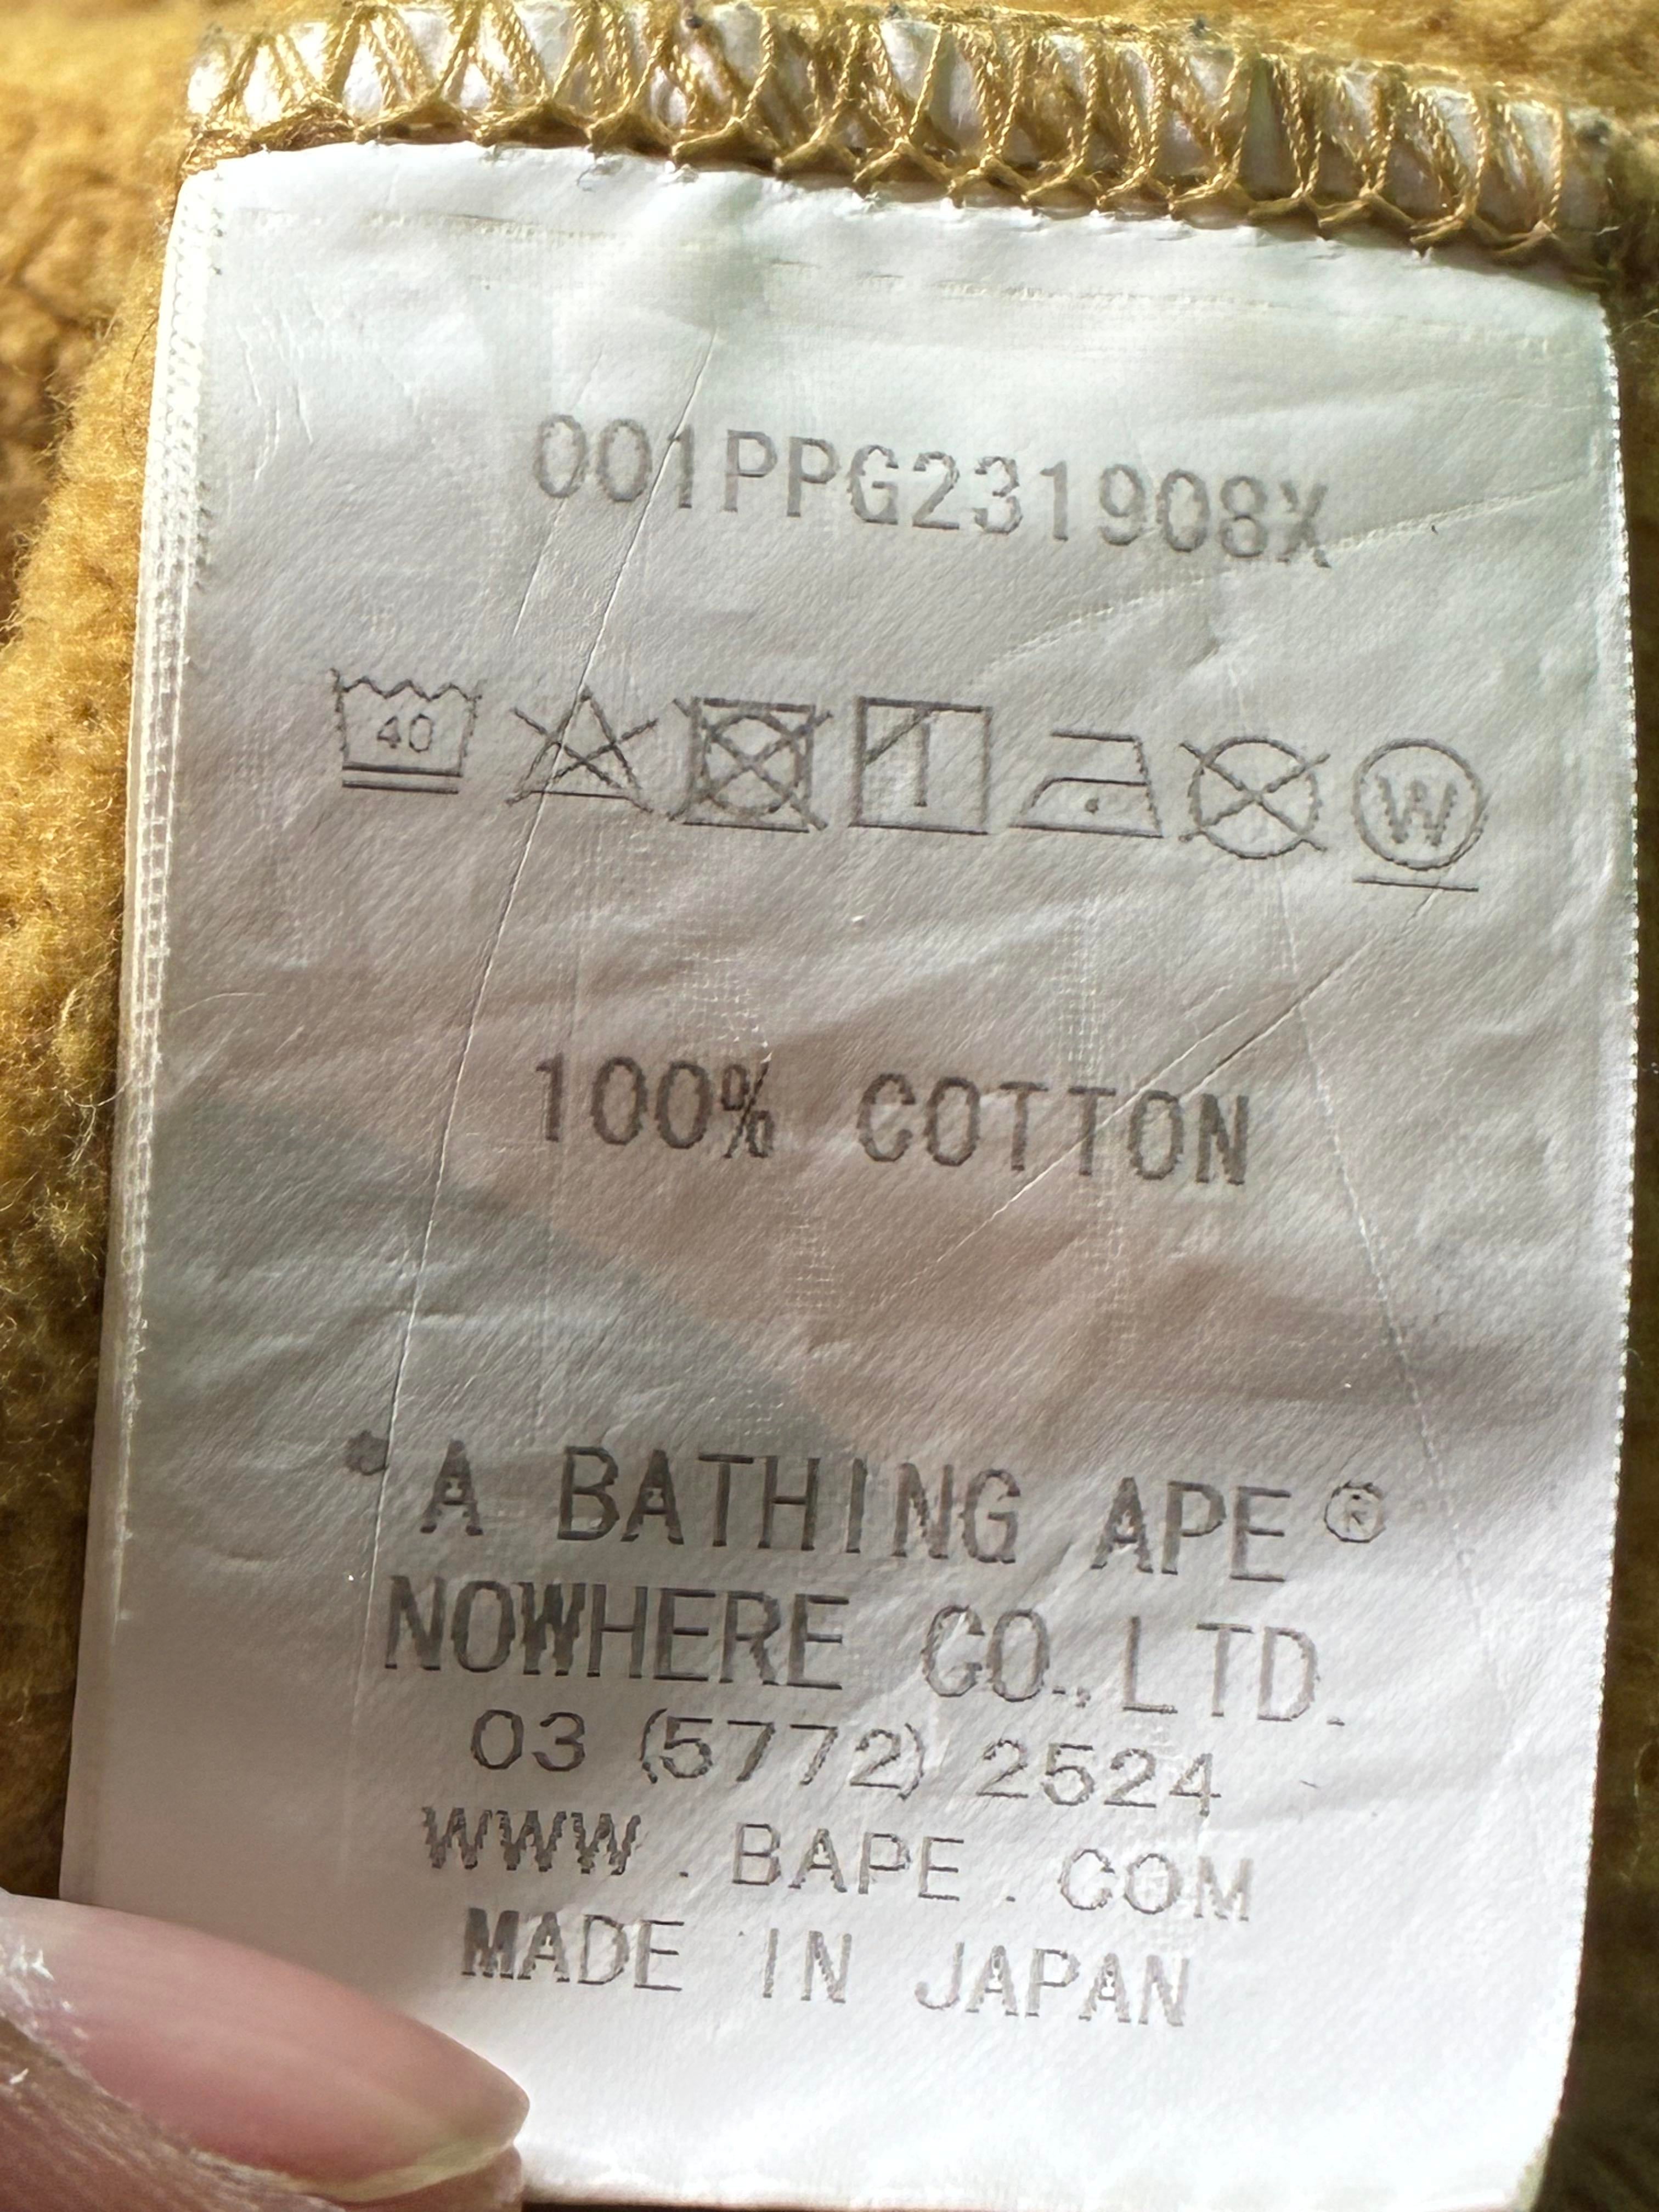 001PPG231908X
40 W
100% COTTON
A BATHING APE®
NOWHERE CO.,LTD.
03 (5772) 2524
WWW.BAPE.COM
MADE IN JAPAN